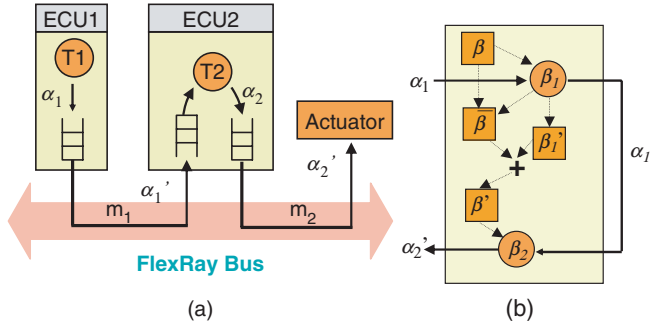 ECU1
ECU2
T1
T2
α₁
α₂
Actuator
α₁'
α₂'
m₁
m₂
FlexRay Bus
(a)
β
α₁
β₁
β̄
β₁'
α₁
+
β'
α₂'
β₂
(b)